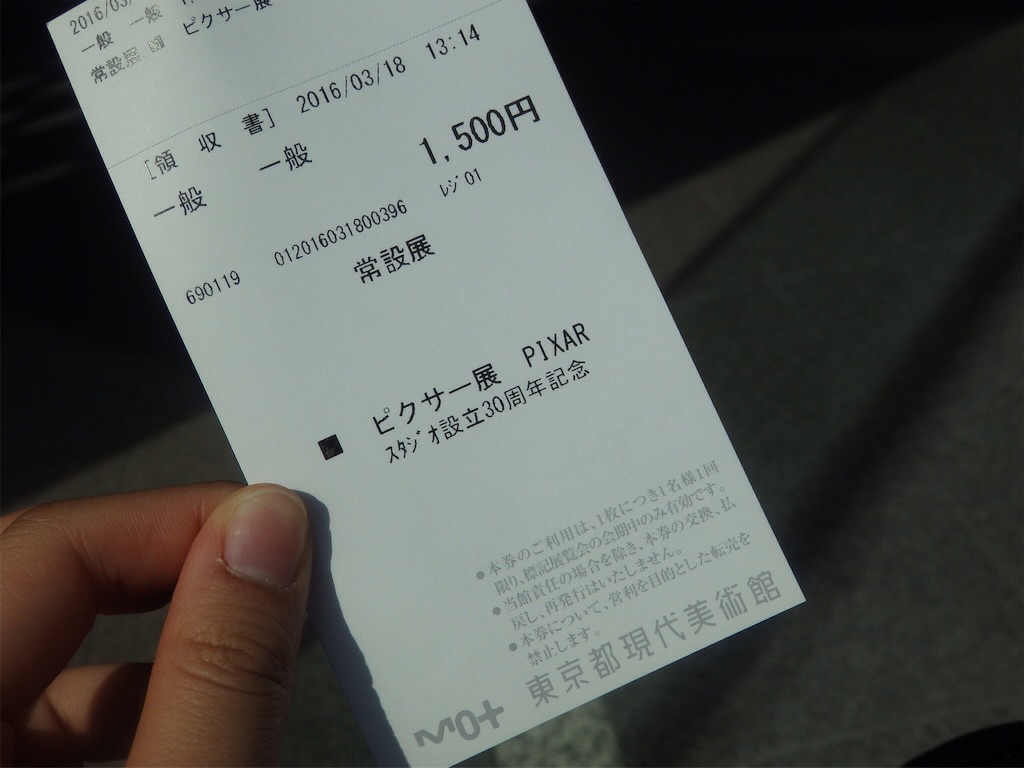 2016/03/
一般 一般
常設展 ピクサー展
[領 収 書] 2016/03/18 13:14
一般 一般 1,500円
690119 012016031800396 ﾚｼﾞ01
常設展
■ ピクサー展 PIXAR
ｽﾀｼﾞｵ設立30周年記念
●本券のご利用は、1枚につき1名様1回
限り、標記展覧会の会期中のみ有効です。
●当館責任の場合を除き、本券の交換、払
戻し、再発行はいたしません。
●本券について、営利を目的とした転売を
禁止します。
MOT 東京都現代美術館